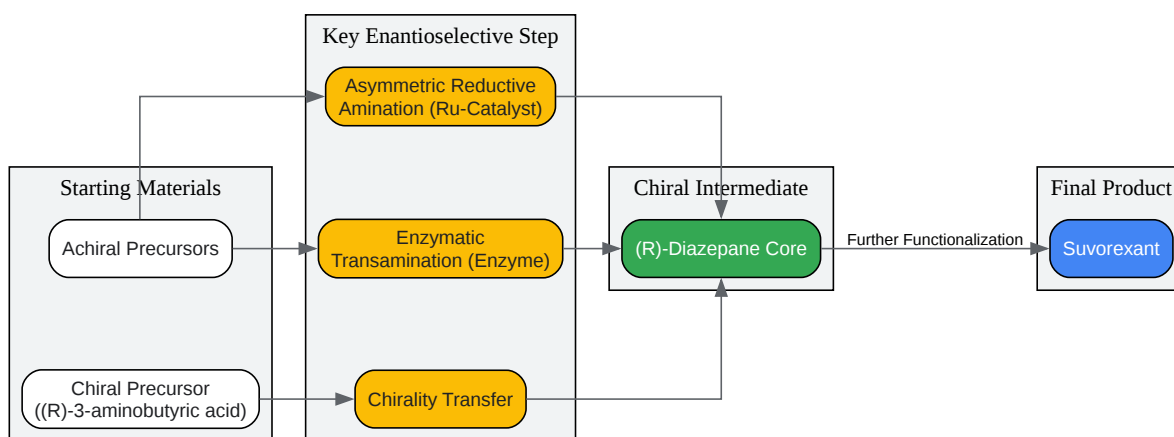 Key Enantioselective Step
Asymmetric Reductive
Amination (Ru-Catalyst)
Starting Materials
Chiral Intermediate
Final Product
Achiral Precursors
Enzymatic
Transamination (Enzyme)
(R)-Diazepane Core
Further Functionalization
Suvorexant
Chiral Precursor
((R)-3-aminobutyric acid)
Chirality Transfer